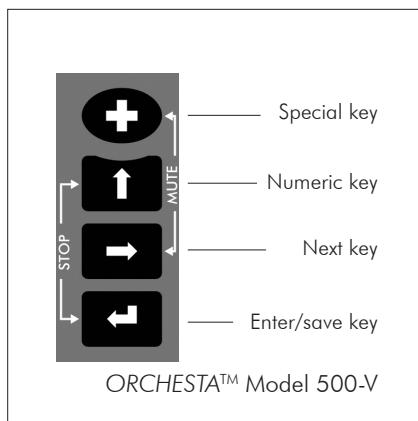 Special key
MUTE
Numeric key
STOP
Next key
Enter/save key
ORCHESTA™ Model 500-V